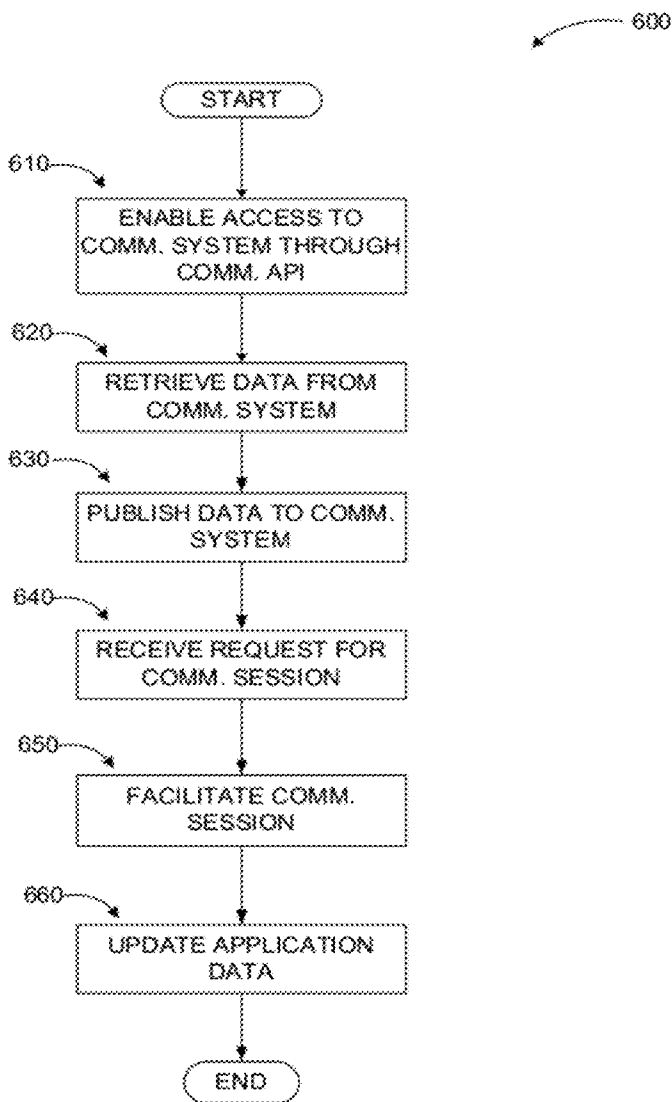 600
START
610
ENABLE ACCESS TO
COMM. SYSTEM THROUGH
COMM. API
620
RETRIEVE DATA FROM
COMM. SYSTEM
630
PUBLISH DATA TO COMM.
SYSTEM
640
RECEIVE REQUEST FOR
COMM. SESSION
650
FACILITATE COMM.
SESSION
660
UPDATE APPLICATION
DATA
END